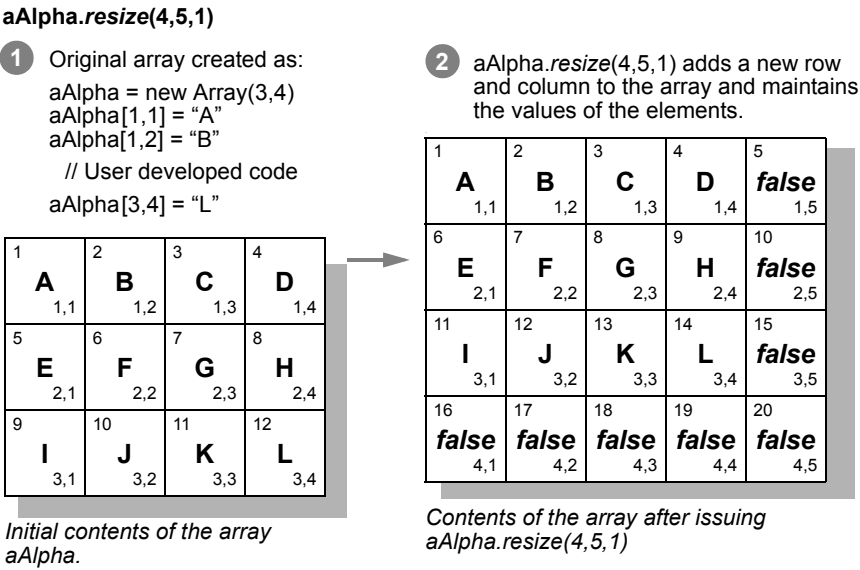 aAlpha.resize(4,5,1)
1 Original array created as:
aAlpha = new Array(3,4)
aAlpha[1,1] = “A”
aAlpha[1,2] = “B”
// User developed code
aAlpha[3,4] = “L”
1 2 3 4
A B C D
1,1 1,2 1,3 1,4
5 6 7 8
E F G H
2,1 2,2 2,3 2,4
9 10 11 12
I J K L
3,1 3,2 3,3 3,4
Initial contents of the array
aAlpha.
2 aAlpha.resize(4,5,1) adds a new row
and column to the array and maintains
the values of the elements.
1 2 3 4 5
A B C D false
1,1 1,2 1,3 1,4 1,5
6 7 8 9 10
E F G H false
2,1 2,2 2,3 2,4 2,5
11 12 13 14 15
I J K L false
3,1 3,2 3,3 3,4 3,5
16 17 18 19 20
false false false false false
4,1 4,2 4,3 4,4 4,5
Contents of the array after issuing
aAlpha.resize(4,5,1)